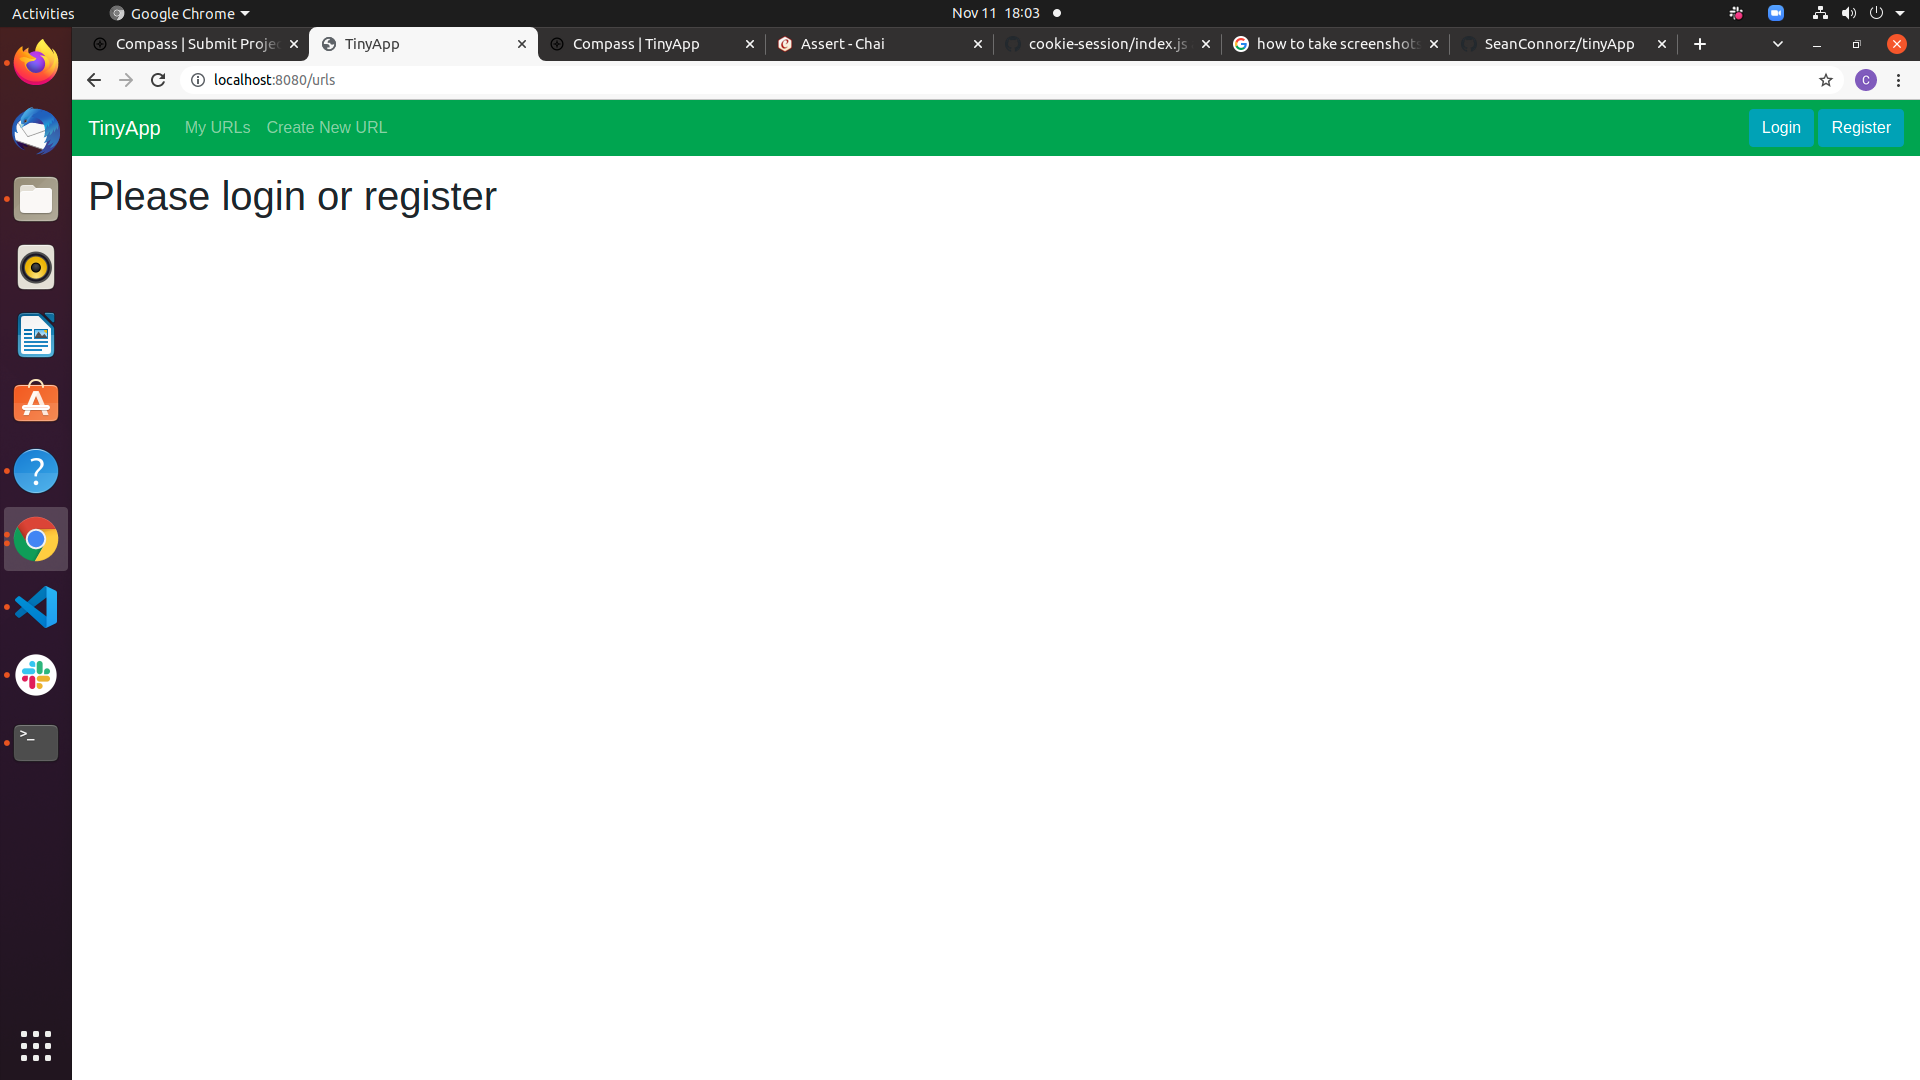 Activities
Google Chrome
Nov 11 18:03
Compass | Submit Projec
TinyApp
Compass | TinyApp
Assert - Chai
cookie-session/index.js
how to take screenshots
SeanConnorz/tinyApp
localhost:8080/urls
C
TinyApp
My URLs
Create New URL
Login
Register
Please login or register
?
>_